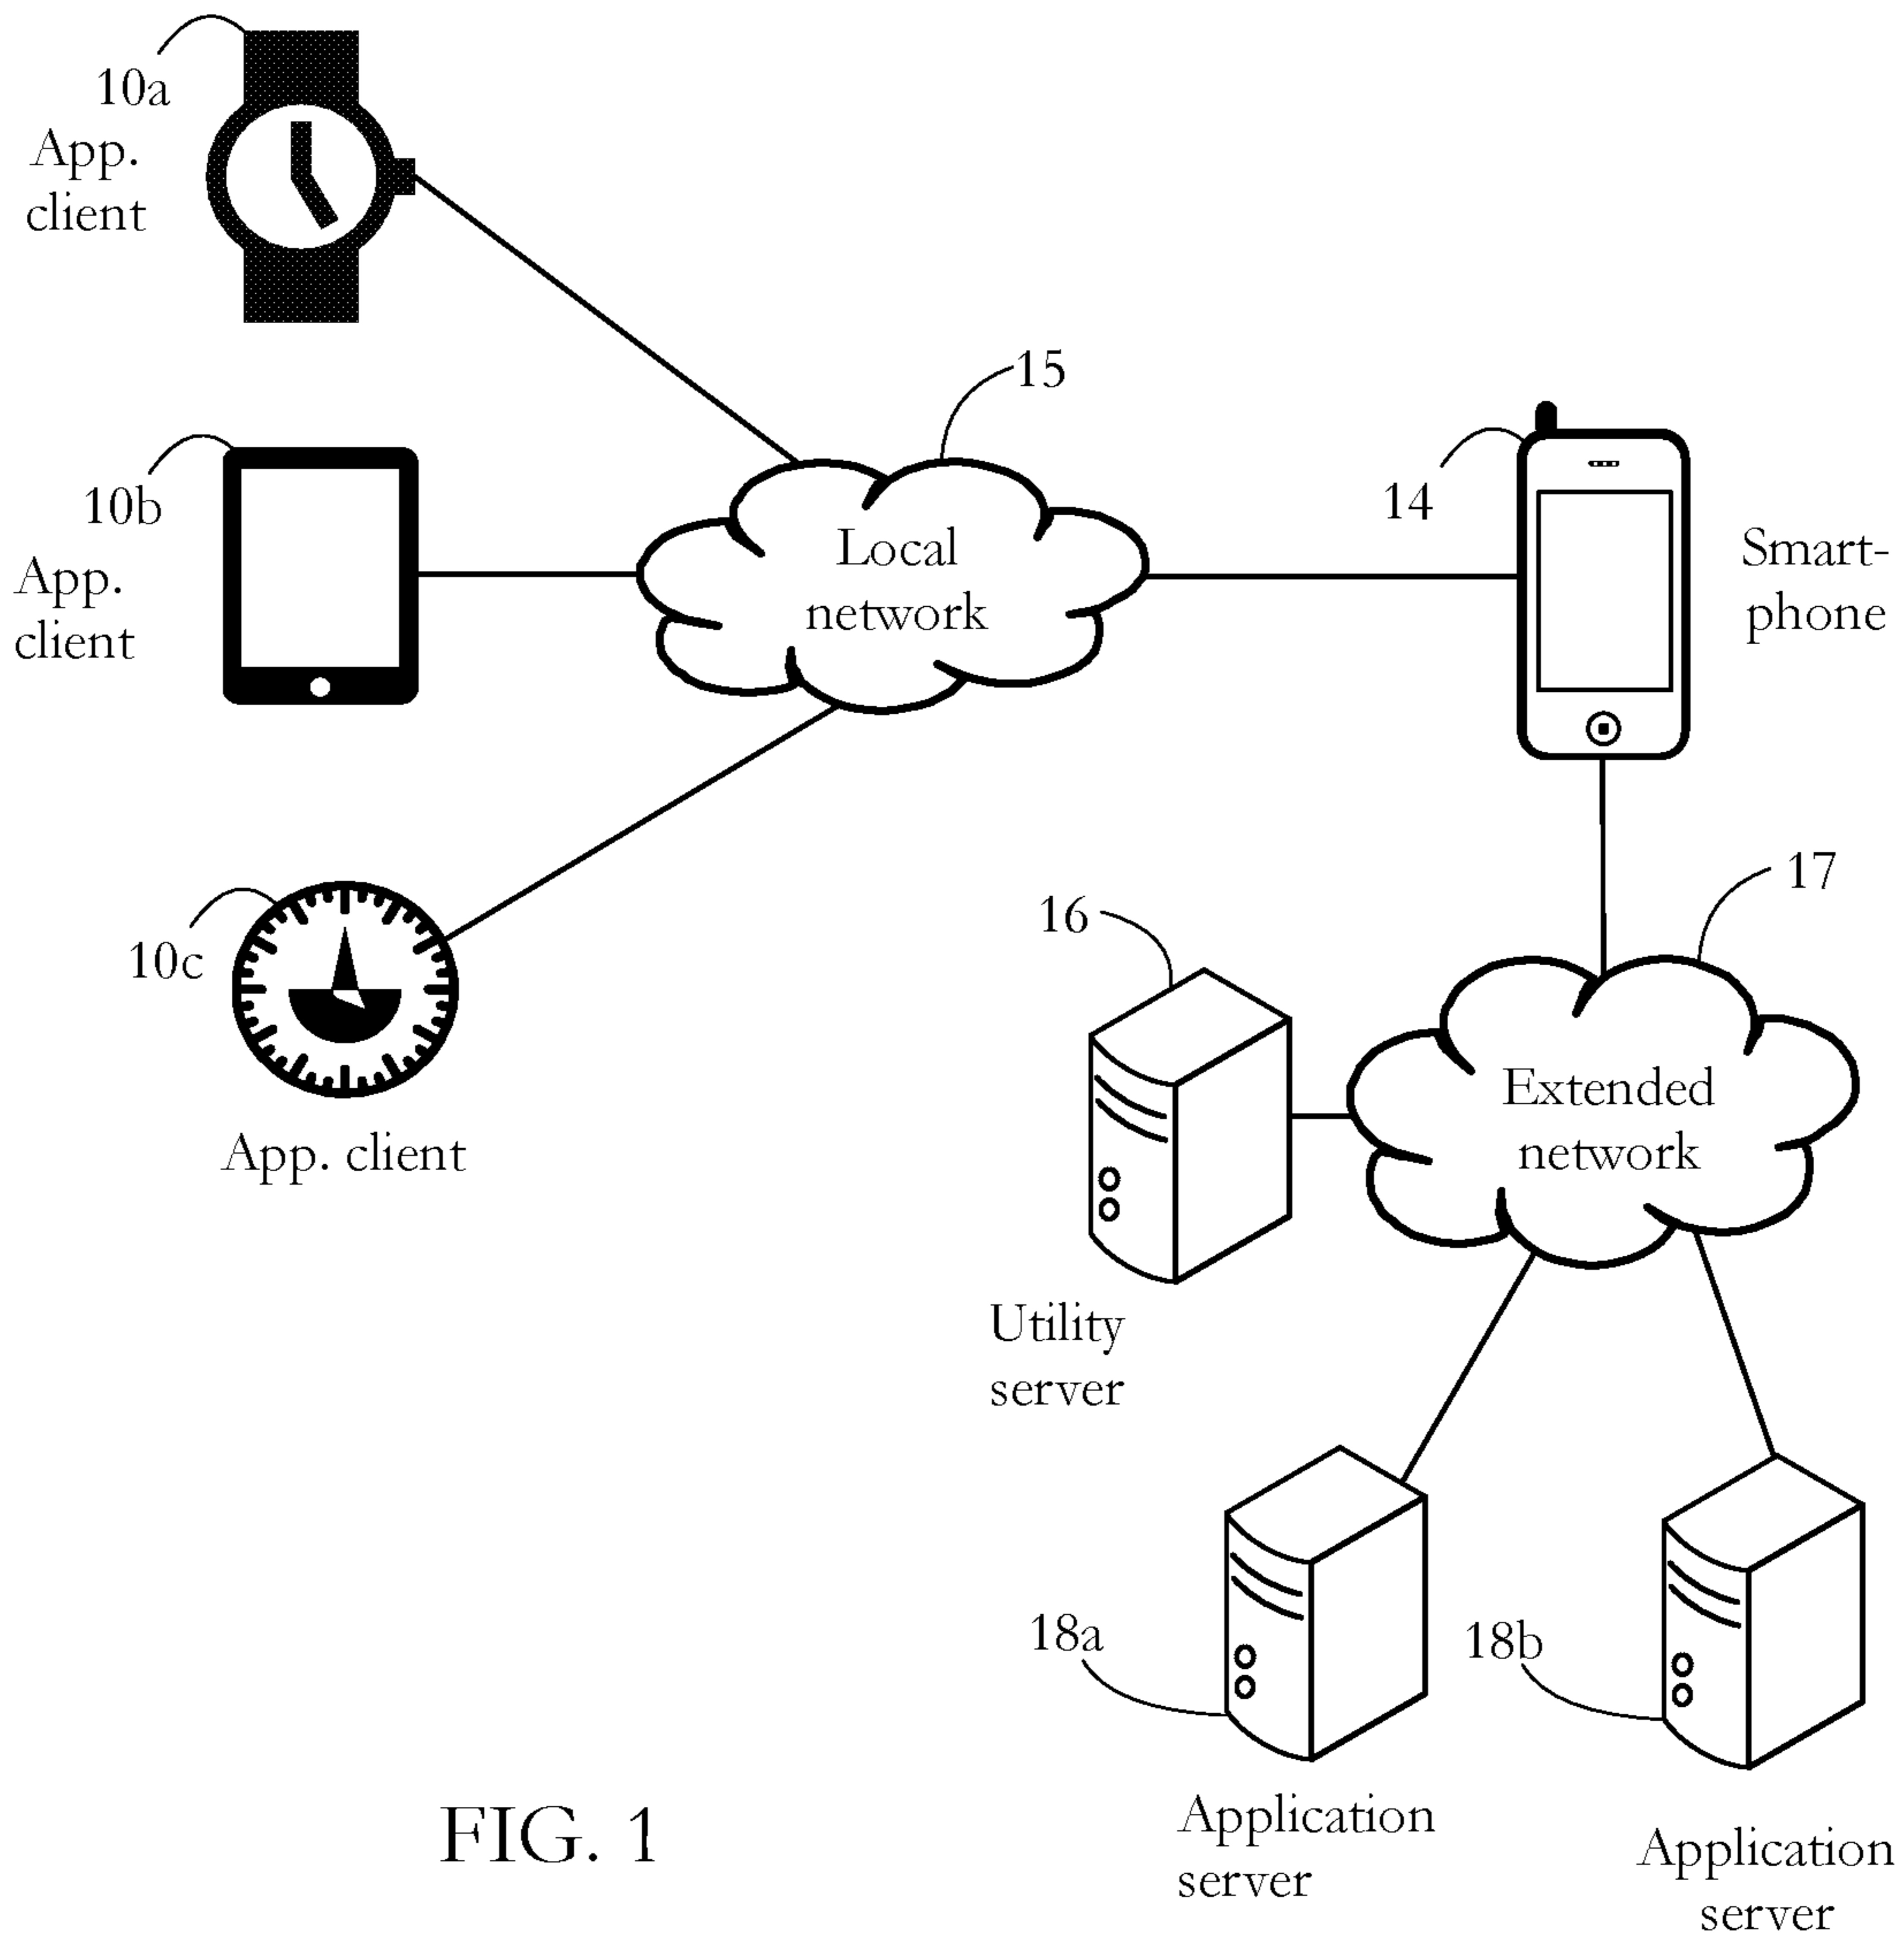 10a
App.
client
15
10b
App.
client
Local
network
14
Smart-
phone
10c
App. client
16
17
Extended
network
Utility
server
18a
18b
Application
server
Application
server
FIG. 1